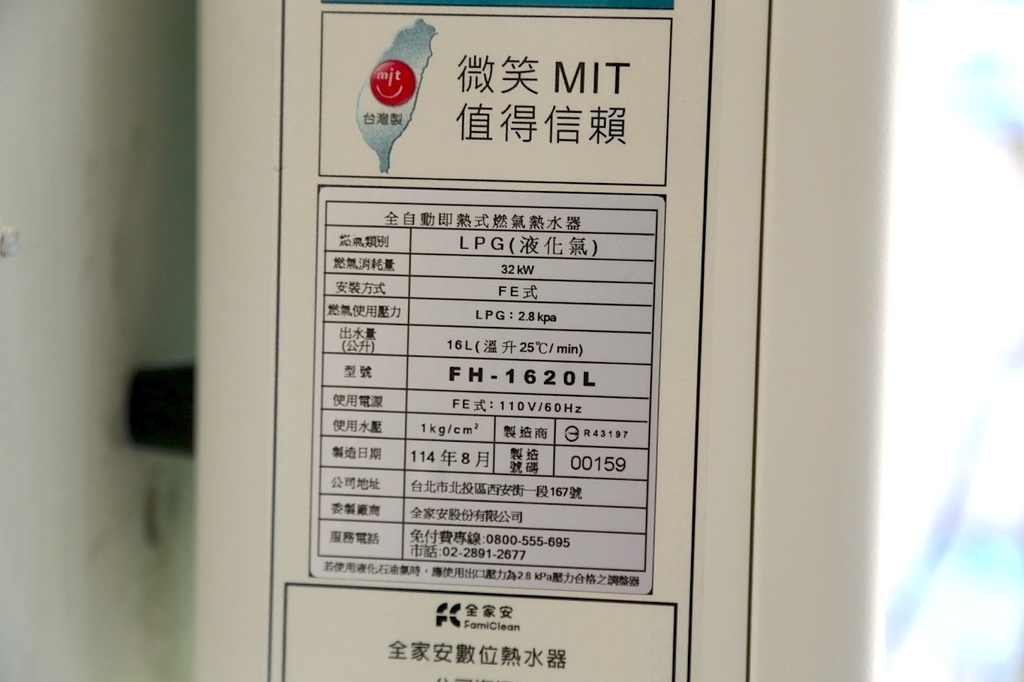 mit
台灣製
微笑 MIT
值得信賴
全自動即熱式燃氣熱水器
燃氣類別 LPG(液化氣)
燃氣消耗量 32kW
安裝方式 FE式
燃氣使用壓力 LPG：2.8kpa
出水量(公升) 16L(溫升25℃/min)
型號 FH-1620L
使用電源 FE式：110V/60Hz
使用水壓 1kg/cm² 製造商 R43197
製造日期 114年8月 製造號碼 00159
公司地址 台北市北投區西安街一段167號
委製廠商 全家安股份有限公司
服務電話 免付費專線:0800-555-695
市話:02-2891-2677
若使用液化石油氣時，應使用出口壓力為2.8 kPa壓力合格之調整器
全家安
FamiClean
全家安數位熱水器